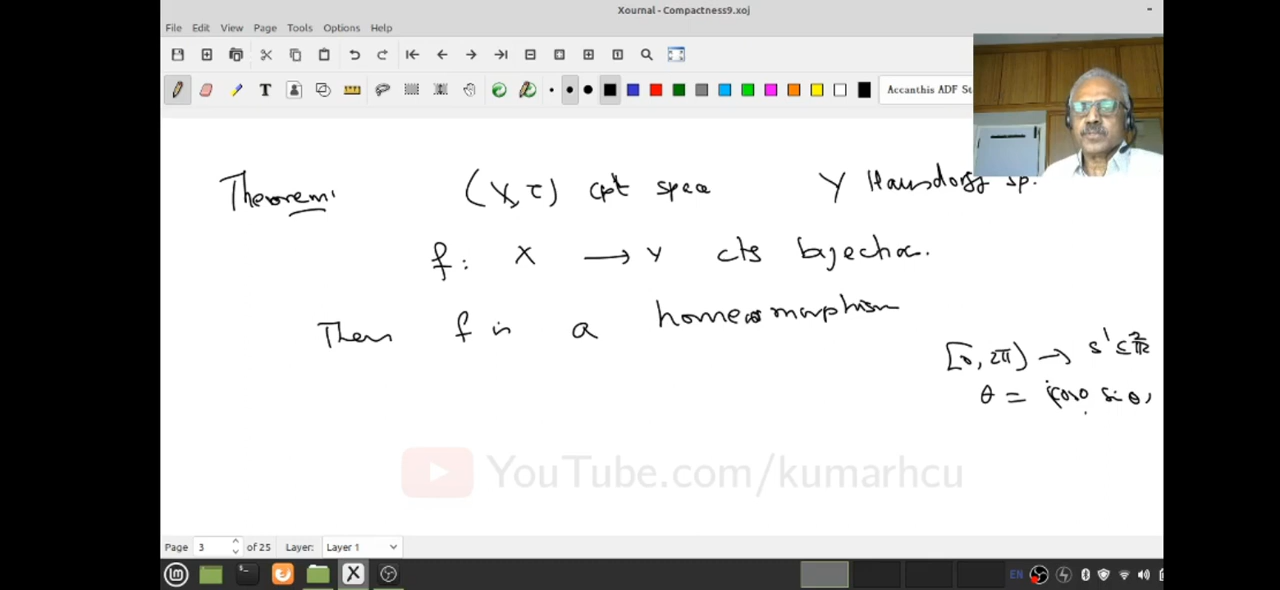 Xournal - Compactness9.xoj
File Edit View Page Tools Options Help
Accanthis ADF St
Theorem: (X, τ) cpt space Y Hausdorff sp.
f: X → Y cts bijection.
Then f is a homeomorphism
[0, 2π) → S¹ ⊆ ℝ²
θ = (cosθ, sin θ)
YouTube.com/kumarhcu
Page 3 of 25 Layer: Layer 1
EN